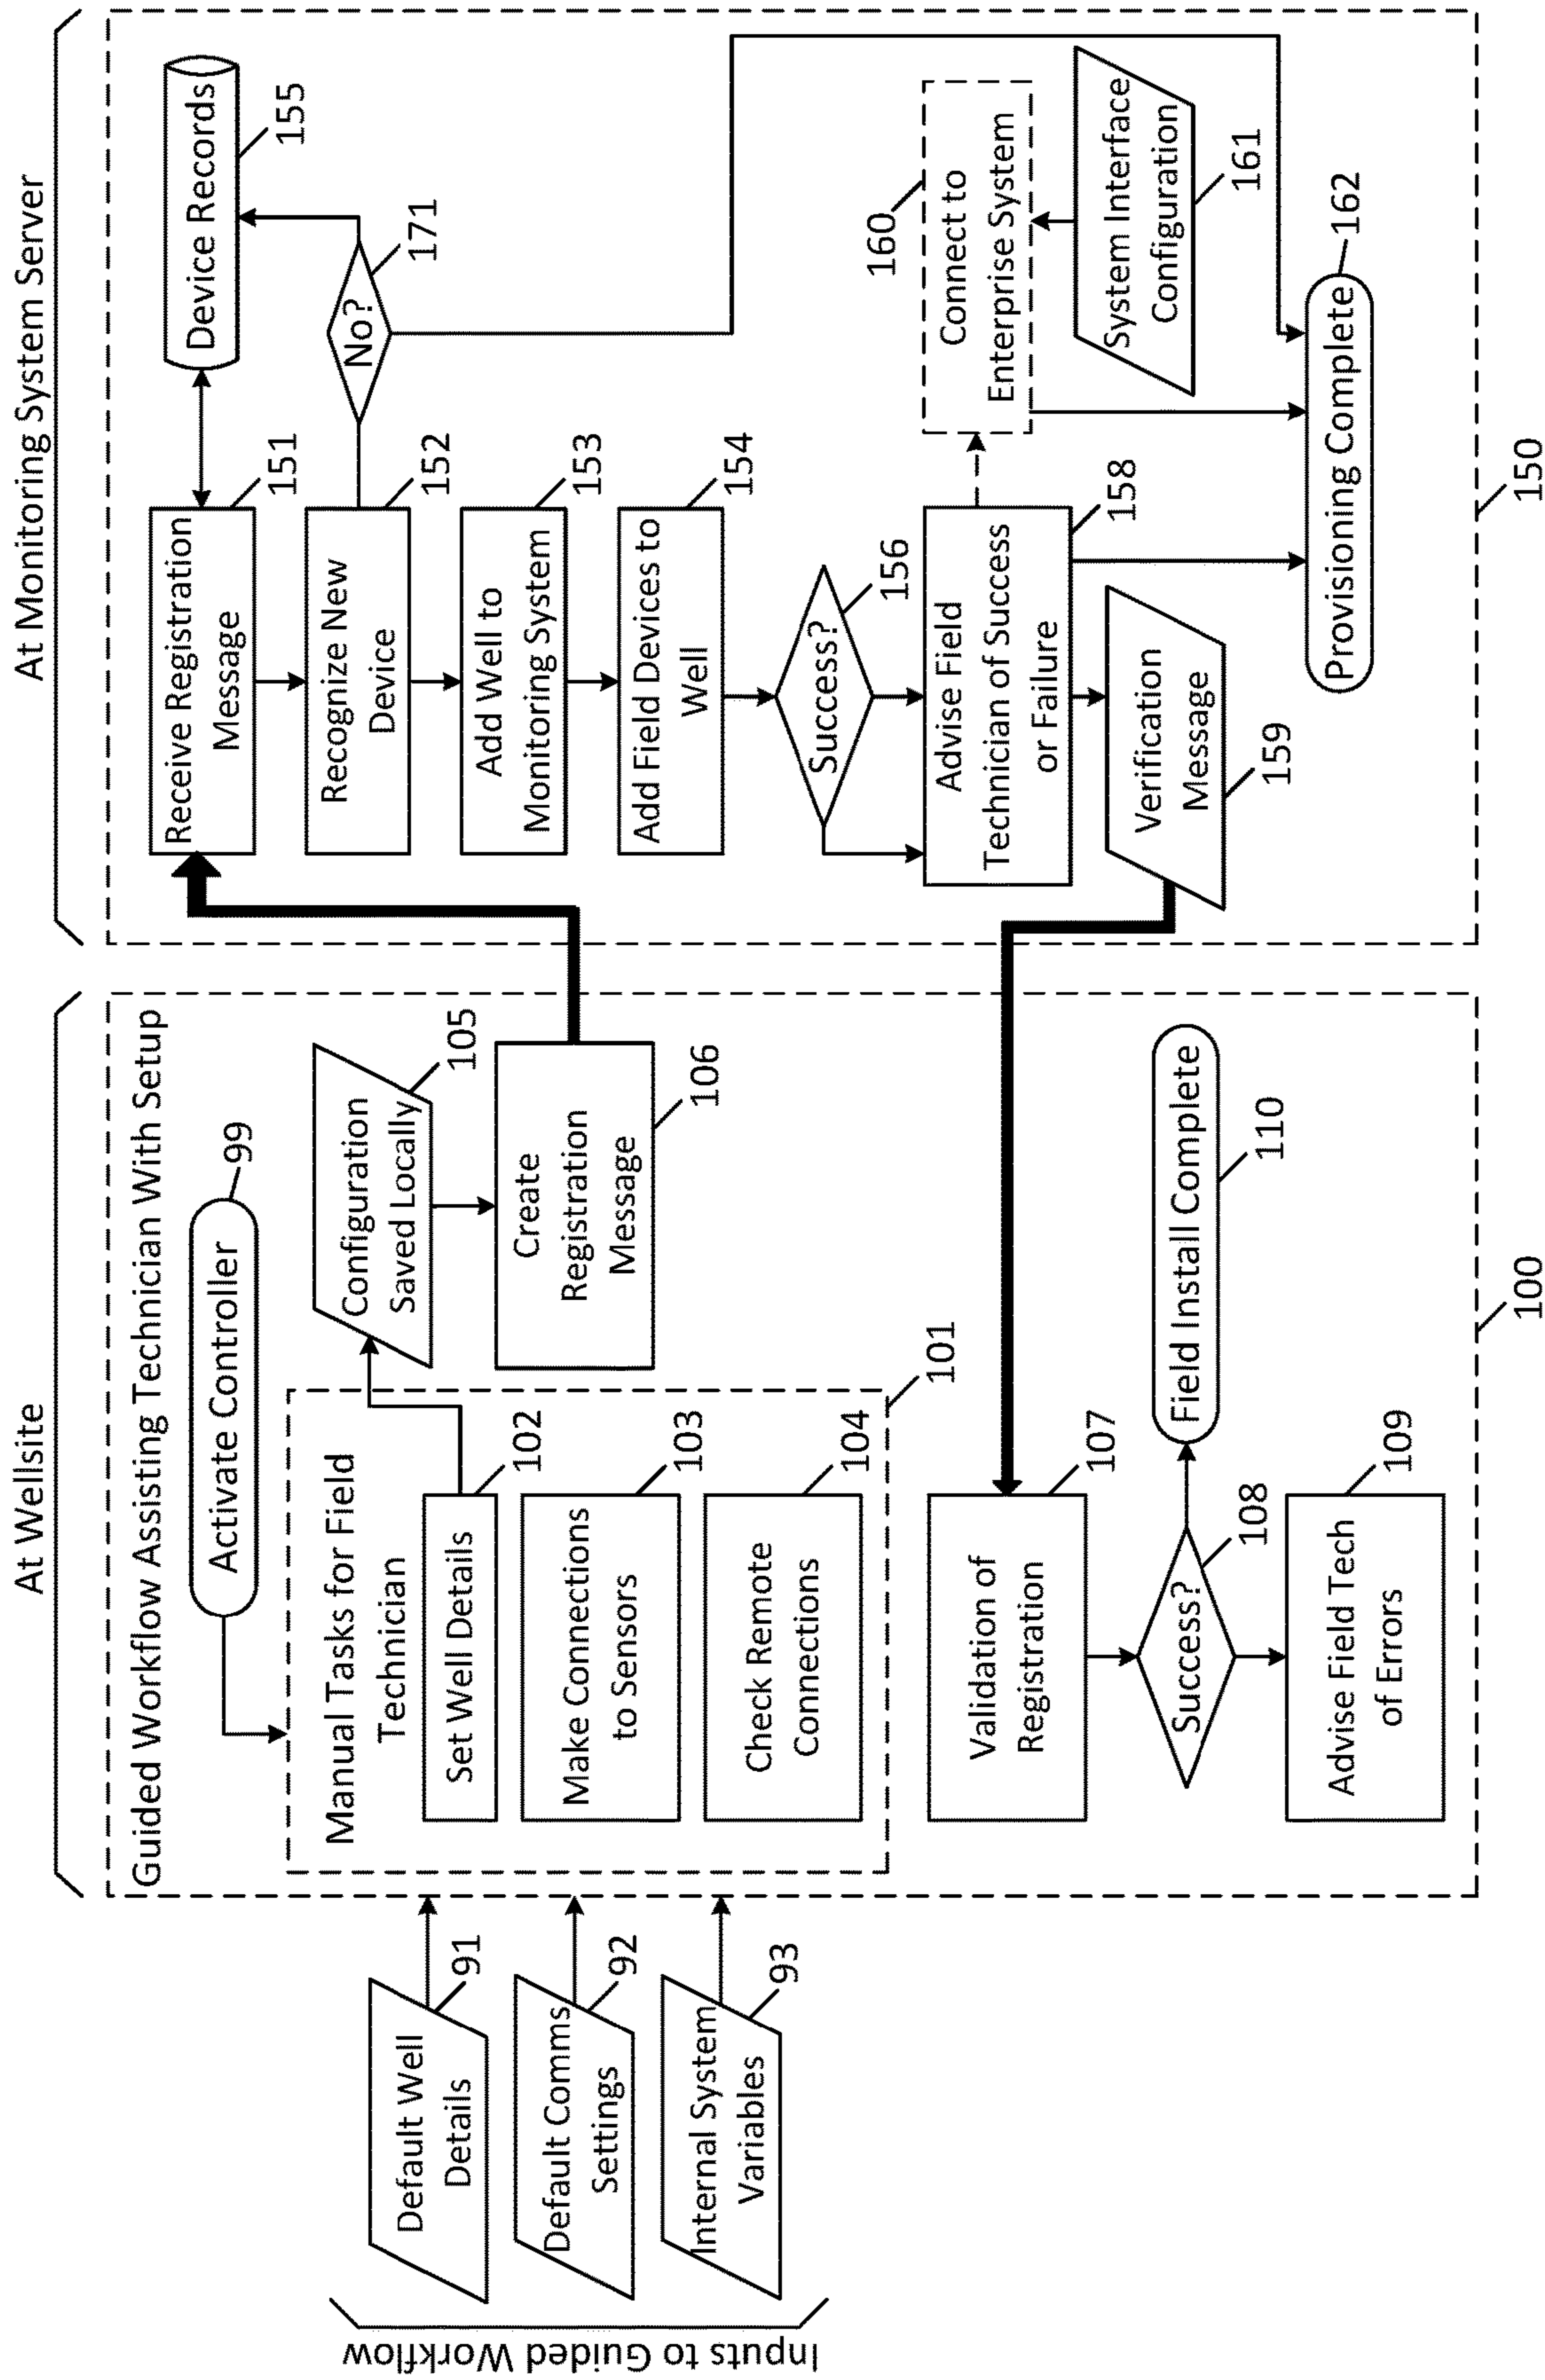 Inputs to Guided Workflow
Default Well
Details
91
Default Comms
Settings
92
Internal System
Variables
93
At Wellsite
Guided Workflow Assisting Technician With Setup
Activate Controller
99
Manual Tasks for Field
Technician
Set Well Details
102
Make Connections
to Sensors
103
Check Remote
Connections
104
101
Configuration
Saved Locally
105
Create
Registration
Message
106
Validation of
Registration
107
Success?
108
Advise Field Tech
of Errors
109
Field Install Complete
110
100
At Monitoring System Server
Receive Registration
Message
151
Device Records
155
Recognize New
Device
152
No?
171
Add Well to
Monitoring System
153
Add Field Devices to
Well
154
Success?
156
Advise Field
Technician of Success
or Failure
158
Verification
Message
159
Connect to
Enterprise System
160
System Interface
Configuration
161
Provisioning Complete
162
150